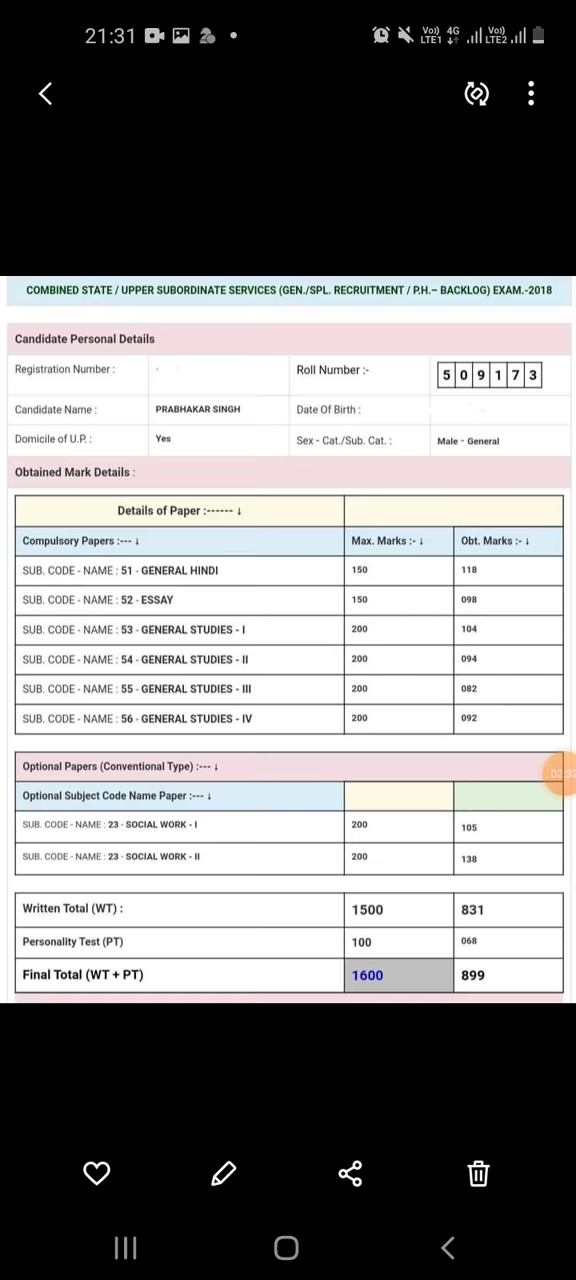 21:31 Vo)) 4G Vo))
LTE1 LTE2
COMBINED STATE / UPPER SUBORDINATE SERVICES (GEN./SPL. RECRUITMENT / P.H.– BACKLOG) EXAM.-2018
Candidate Personal Details
Registration Number : Roll Number :- 5 0 9 1 7 3
Candidate Name : PRABHAKAR SINGH Date Of Birth :
Domicile of U.P. : Yes Sex - Cat./Sub. Cat. : Male - General
Obtained Mark Details :
Details of Paper :------ ↓
Compulsory Papers :--- ↓ Max. Marks :- ↓ Obt. Marks :- ↓
SUB. CODE - NAME : 51 - GENERAL HINDI 150 118
SUB. CODE - NAME : 52 - ESSAY 150 098
SUB. CODE - NAME : 53 - GENERAL STUDIES - I 200 104
SUB. CODE - NAME : 54 - GENERAL STUDIES - II 200 094
SUB. CODE - NAME : 55 - GENERAL STUDIES - III 200 082
SUB. CODE - NAME : 56 - GENERAL STUDIES - IV 200 092
Optional Papers (Conventional Type) :--- ↓
Optional Subject Code Name Paper :--- ↓
SUB. CODE - NAME : 23 - SOCIAL WORK - I 200 105
SUB. CODE - NAME : 23 - SOCIAL WORK - II 200 138
Written Total (WT) : 1500 831
Personality Test (PT) 100 068
Final Total (WT + PT) 1600 899